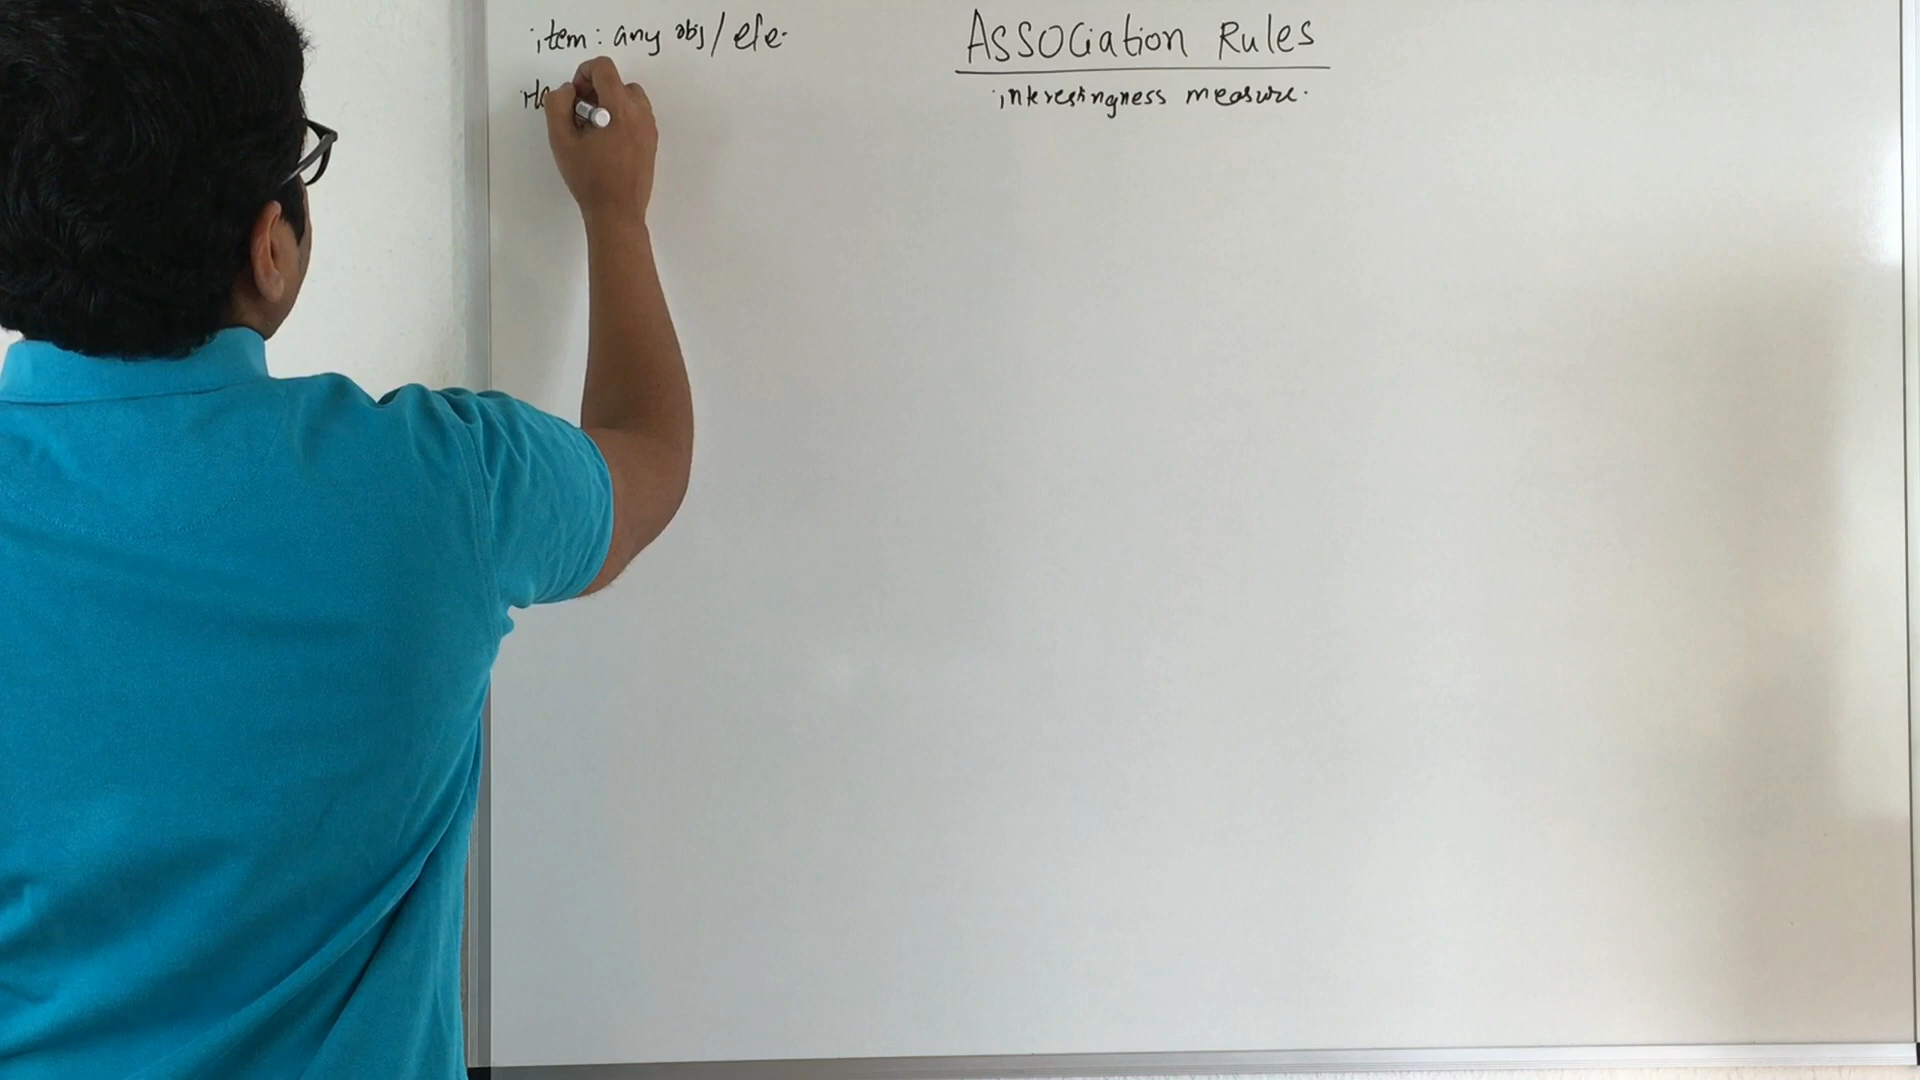 item: any obj/ele.
Association Rules
interestingness measure.